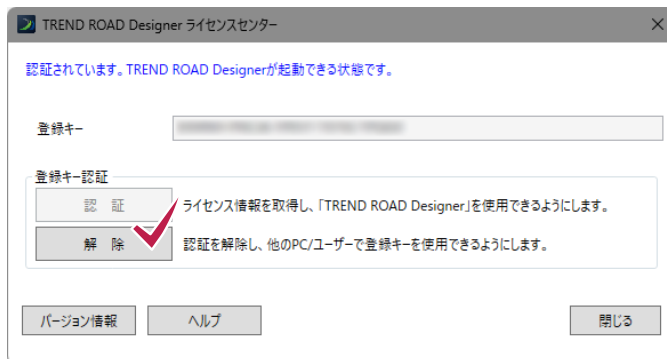 TREND ROAD Designer ライセンスセンター
認証されています。TREND ROAD Designerが起動できる状態です。
登録キー
登録キー認証
認 証 ライセンス情報を取得し、「TREND ROAD Designer」を使用できるようにします。
解 除 認証を解除し、他のPC/ユーザーで登録キーを使用できるようにします。
バージョン情報 ヘルプ 閉じる